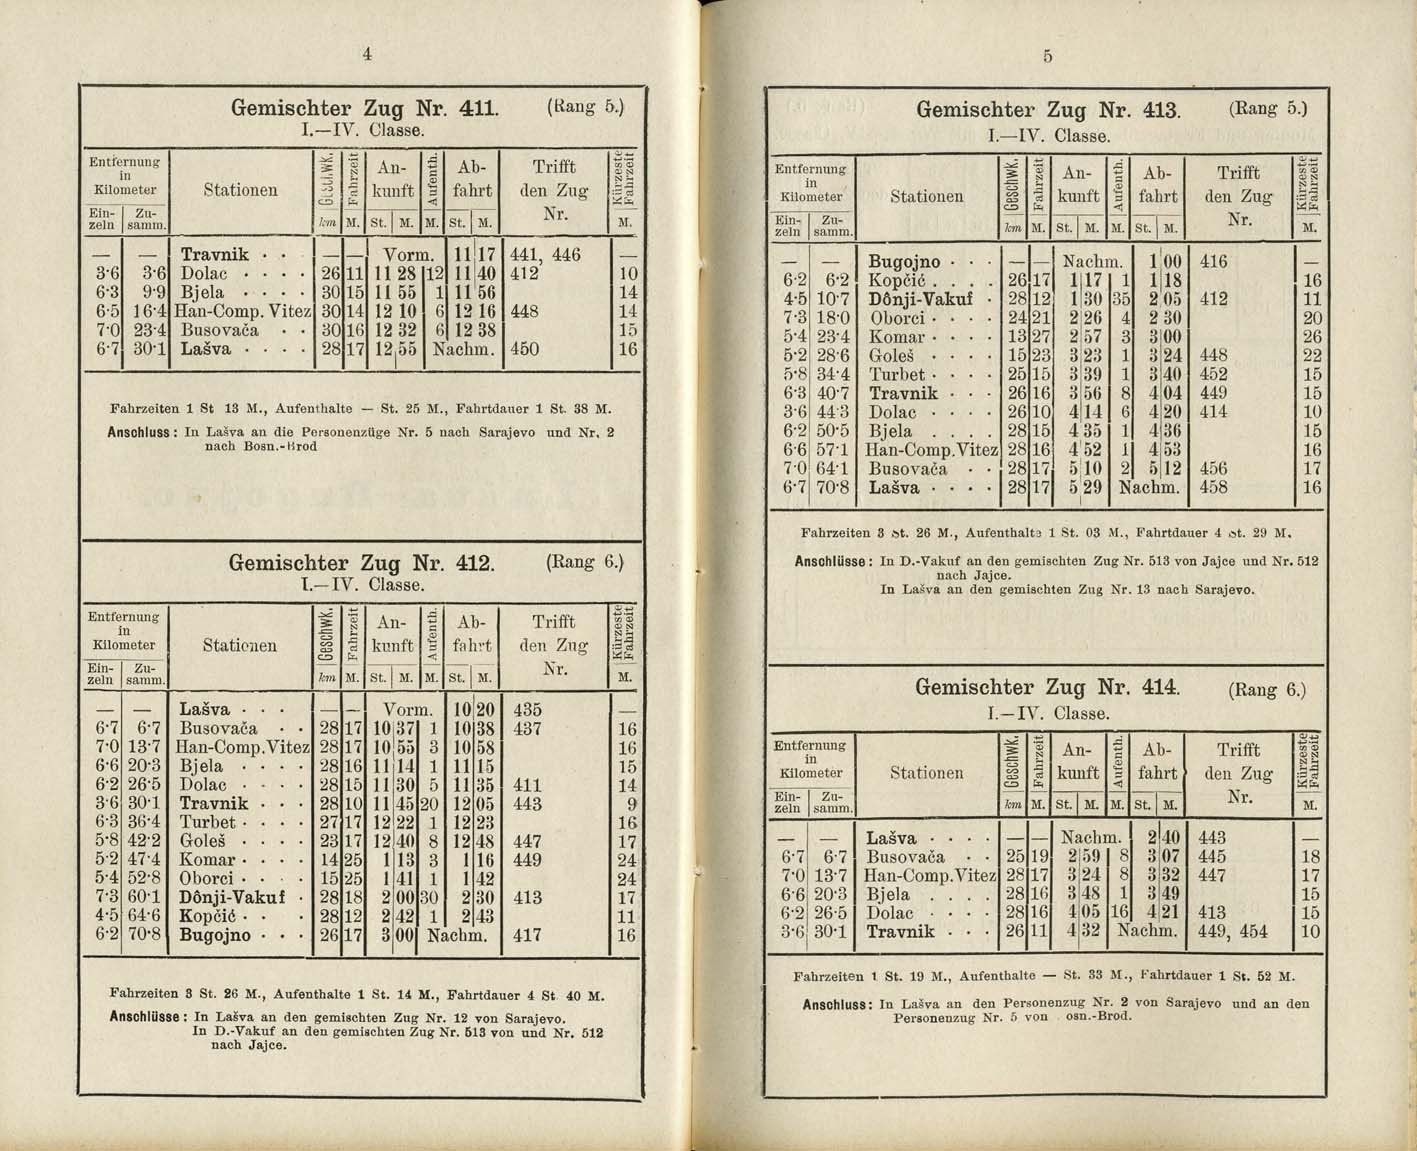 4
Gemischter Zug Nr. 411. (Rang 5.)
I.—IV. Classe.
Entfernung in Kilometer | Stationen | Geschwk. | Fahrzeit | Ankunft | Aufenth. | Abfahrt | Trifft den Zug Nr. | Kürzeste Fahrzeit
Einzeln | Zusamm. | km | M. | St. | M. | M. | St. | M. | M.
— — Travnik · · — — Vorm. 11 17 441, 446 —
3·6 3·6 Dolac · · · · 26 11 11 28 12 11 40 412 10
6·3 9·9 Bjela · · · · 30 15 11 55 1 11 56 14
6·5 16·4 Han-Comp. Vitez 30 14 12 10 6 12 16 448 14
7·0 23·4 Busovača · · 30 16 12 32 6 12 38 15
6·7 30·1 Lašva · · · · 28 17 12 55 Nachm. 450 16
Fahrzeiten 1 St 13 M., Aufenthalte — St. 25 M., Fahrtdauer 1 St. 38 M.
Anschluss: In Lašva an die Personenzüge Nr. 5 nach Sarajevo und Nr. 2
nach Bosn.-Brod
Gemischter Zug Nr. 412. (Rang 6.)
I.—IV. Classe.
Entfernung in Kilometer | Stationen | Geschwk. | Fahrzeit | Ankunft | Aufenth. | Abfahrt | Trifft den Zug Nr. | Kürzeste Fahrzeit
Einzeln | Zusamm. | km | M. | St. | M. | M. | St. | M. | M.
— — Lašva · · · — — Vorm. 10 20 435 —
6·7 6·7 Busovača · · 28 17 10 37 1 10 38 437 16
7·0 13·7 Han-Comp. Vitez 28 17 10 55 3 10 58 16
6·6 20·3 Bjela · · · · 28 16 11 14 1 11 15 15
6·2 26·5 Dolac · · · · 28 15 11 30 5 11 35 411 14
3·6 30·1 Travnik · · · 28 10 11 45 20 12 05 443 9
6·3 36·4 Turbet · · · · 27 17 12 22 1 12 23 16
5·8 42·2 Goleš · · · · 23 17 12 40 8 12 48 447 17
5·2 47·4 Komar · · · · 14 25 1 13 3 1 16 449 24
5·4 52·8 Oborci · · · · 15 25 1 41 1 1 42 24
7·3 60·1 Dônji-Vakuf · 28 18 2 00 30 2 30 413 17
4·5 64·6 Kopčić · · · 28 12 2 42 1 2 43 11
6·2 70·8 Bugojno · · · 26 17 3 00 Nachm. 417 16
Fahrzeiten 3 St. 26 M., Aufenthalte 1 St. 14 M., Fahrtdauer 4 St 40 M.
Anschlüsse: In Lašva an den gemischten Zug Nr. 12 von Sarajevo.
In D.-Vakuf an den gemischten Zug Nr. 513 von und Nr. 512
nach Jajce.
5
Gemischter Zug Nr. 413. (Rang 5.)
I.—IV. Classe.
Entfernung in Kilometer | Stationen | Geschwk. | Fahrzeit | Ankunft | Aufenth. | Abfahrt | Trifft den Zug Nr. | Kürzeste Fahrzeit
Einzeln | Zusamm. | km | M. | St. | M. | M. | St. | M. | M.
— — Bugojno · · · — — Nachm. 1 00 416 —
6·2 6·2 Kopčić · · · · 26 17 1 17 1 1 18 16
4·5 10·7 Dônji-Vakuf · 28 12 1 30 35 2 05 412 11
7·3 18·0 Oborci · · · · 24 21 2 26 4 2 30 20
5·4 23·4 Komar · · · · 13 27 2 57 3 3 00 26
5·2 28·6 Goleš · · · · 15 23 3 23 1 3 24 448 22
5·8 34·4 Turbet · · · · 25 15 3 39 1 3 40 452 15
6·3 40·7 Travnik · · · 26 16 3 56 8 4 04 449 15
3·6 44·3 Dolac · · · · 26 10 4 14 6 4 20 414 10
6·2 50·5 Bjela · · · · 28 15 4 35 1 4 36 15
6·6 57·1 Han-Comp. Vitez 28 16 4 52 1 4 53 16
7·0 64·1 Busovača · · 28 17 5 10 2 5 12 456 17
6·7 70·8 Lašva · · · · 28 17 5 29 Nachm. 458 16
Fahrzeiten 3 St. 26 M., Aufenthalte 1 St. 03 M., Fahrtdauer 4 St. 29 M.
Anschlüsse: In D.-Vakuf an den gemischten Zug Nr. 513 von Jajce und Nr. 512
nach Jajce.
In Lašva an den gemischten Zug Nr. 13 nach Sarajevo.
Gemischter Zug Nr. 414. (Rang 6.)
I.—IV. Classe.
Entfernung in Kilometer | Stationen | Geschwk. | Fahrzeit | Ankunft | Aufenth. | Abfahrt | Trifft den Zug Nr. | Kürzeste Fahrzeit
Einzeln | Zusamm. | km | M. | St. | M. | M. | St. | M. | M.
— — Lašva · · · · — — Nachm. 2 40 443 —
6·7 6·7 Busovača · · 25 19 2 59 8 3 07 445 18
7·0 13·7 Han-Comp. Vitez 28 17 3 24 8 3 32 447 17
6·6 20·3 Bjela · · · · 28 16 3 48 1 3 49 15
6·2 26·5 Dolac · · · · 28 16 4 05 16 4 21 413 15
3·6 30·1 Travnik · · · 26 11 4 32 Nachm. 449, 454 10
Fahrzeiten 1 St. 19 M., Aufenthalte — St. 33 M., Fahrtdauer 1 St. 52 M.
Anschluss: In Lašva an den Personenzug Nr. 2 von Sarajevo und an den
Personenzug Nr. 5 von osn.-Brod.